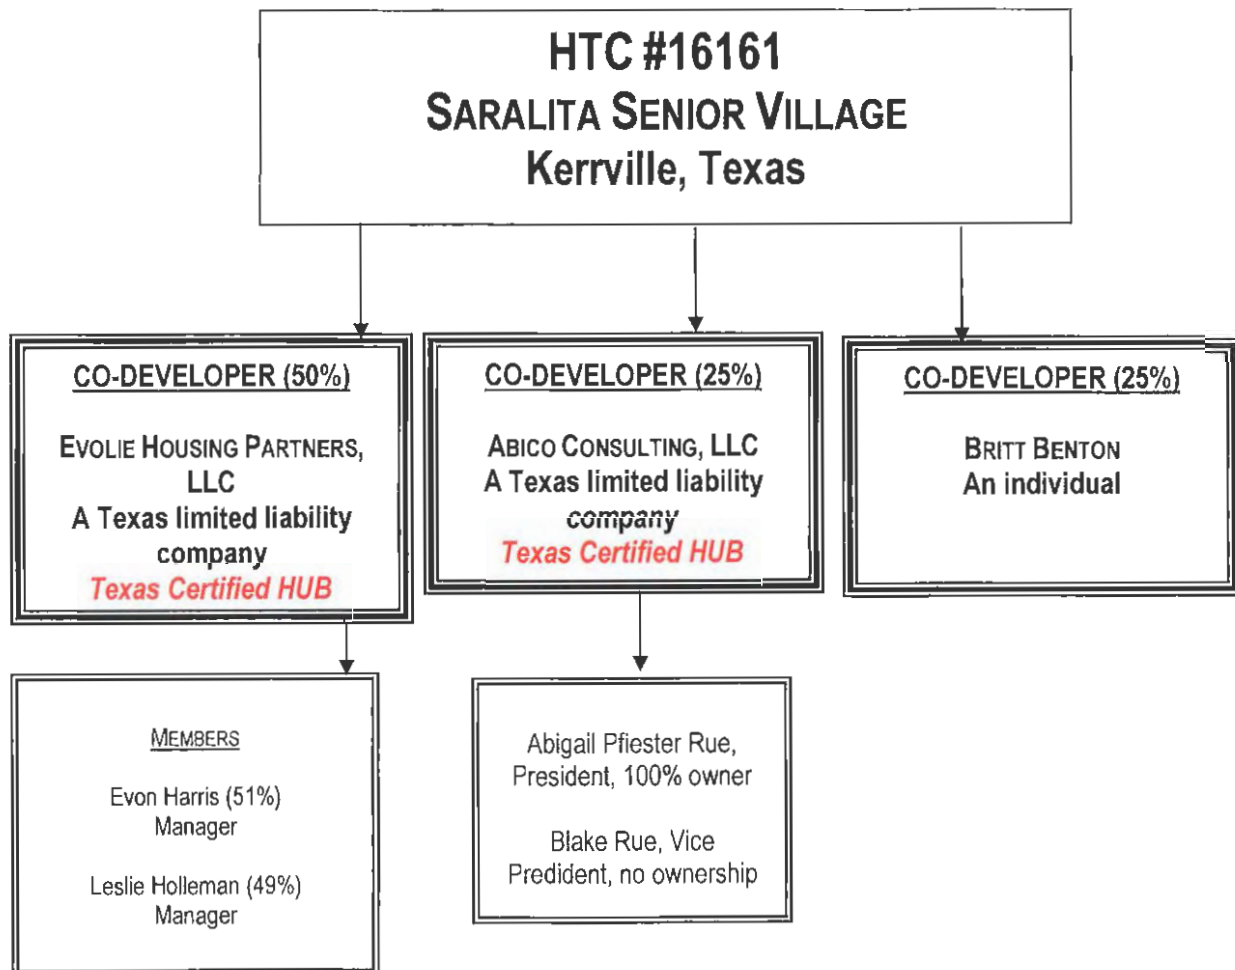 HTC #16161
SARALITA SENIOR VILLAGE
Kerrville, Texas
CO-DEVELOPER (50%)
EVOLIE HOUSING PARTNERS,
LLC
A Texas limited liability
company
Texas Certified HUB
CO-DEVELOPER (25%)
ABICO CONSULTING, LLC
A Texas limited liability
company
Texas Certified HUB
CO-DEVELOPER (25%)
BRITT BENTON
An individual
MEMBERS
Evon Harris (51%)
Manager
Leslie Holleman (49%)
Manager
Abigail Pfiester Rue,
President, 100% owner
Blake Rue, Vice
Predident, no ownership